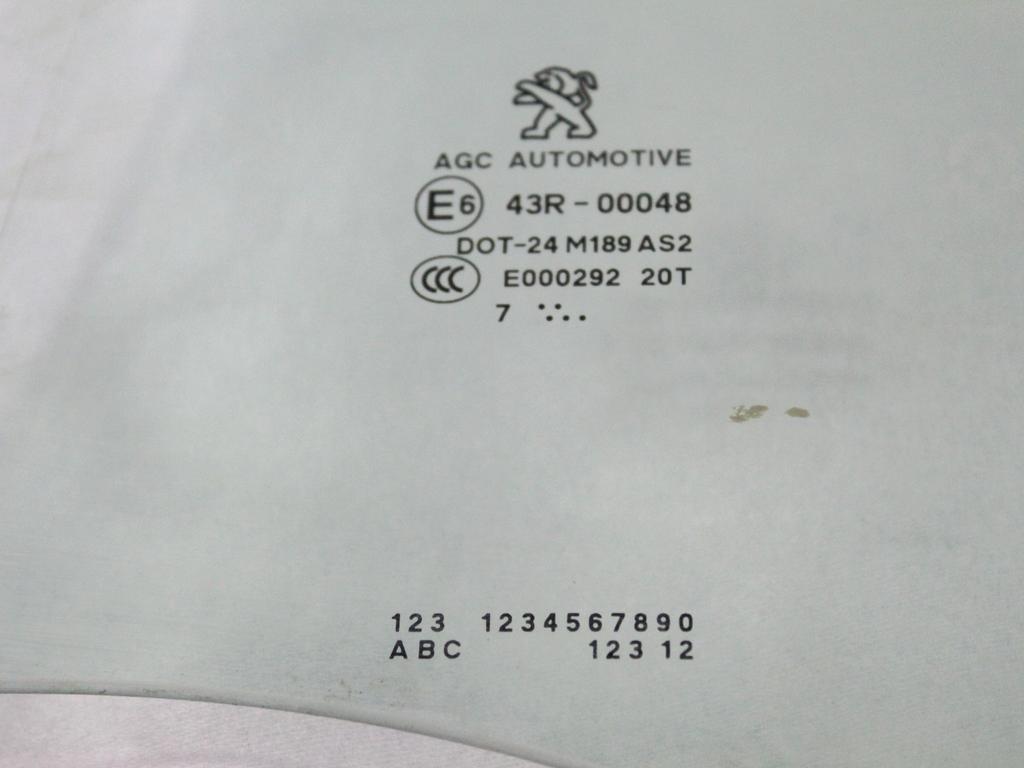 AGC AUTOMOTIVE
E6 43R-00048
DOT-24 M189 AS2
CCC E000292 20T
7 ⠢..
123 1234567890
ABC 123 12